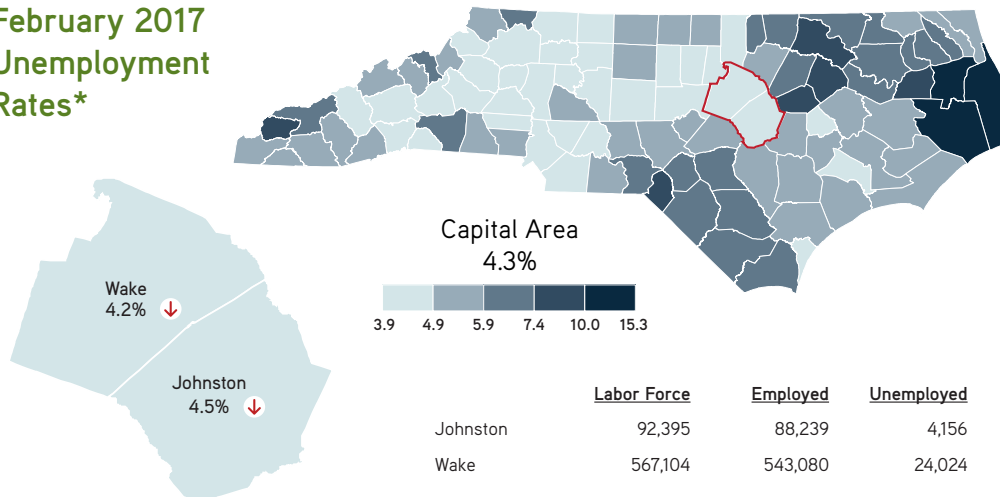 February 2017
Unemployment
Rates*
Capital Area
4.3%
3.9 4.9 5.9 7.4 10.0 15.3
Wake
4.2%
Johnston
4.5%
Labor Force Employed Unemployed
Johnston 92,395 88,239 4,156
Wake 567,104 543,080 24,024